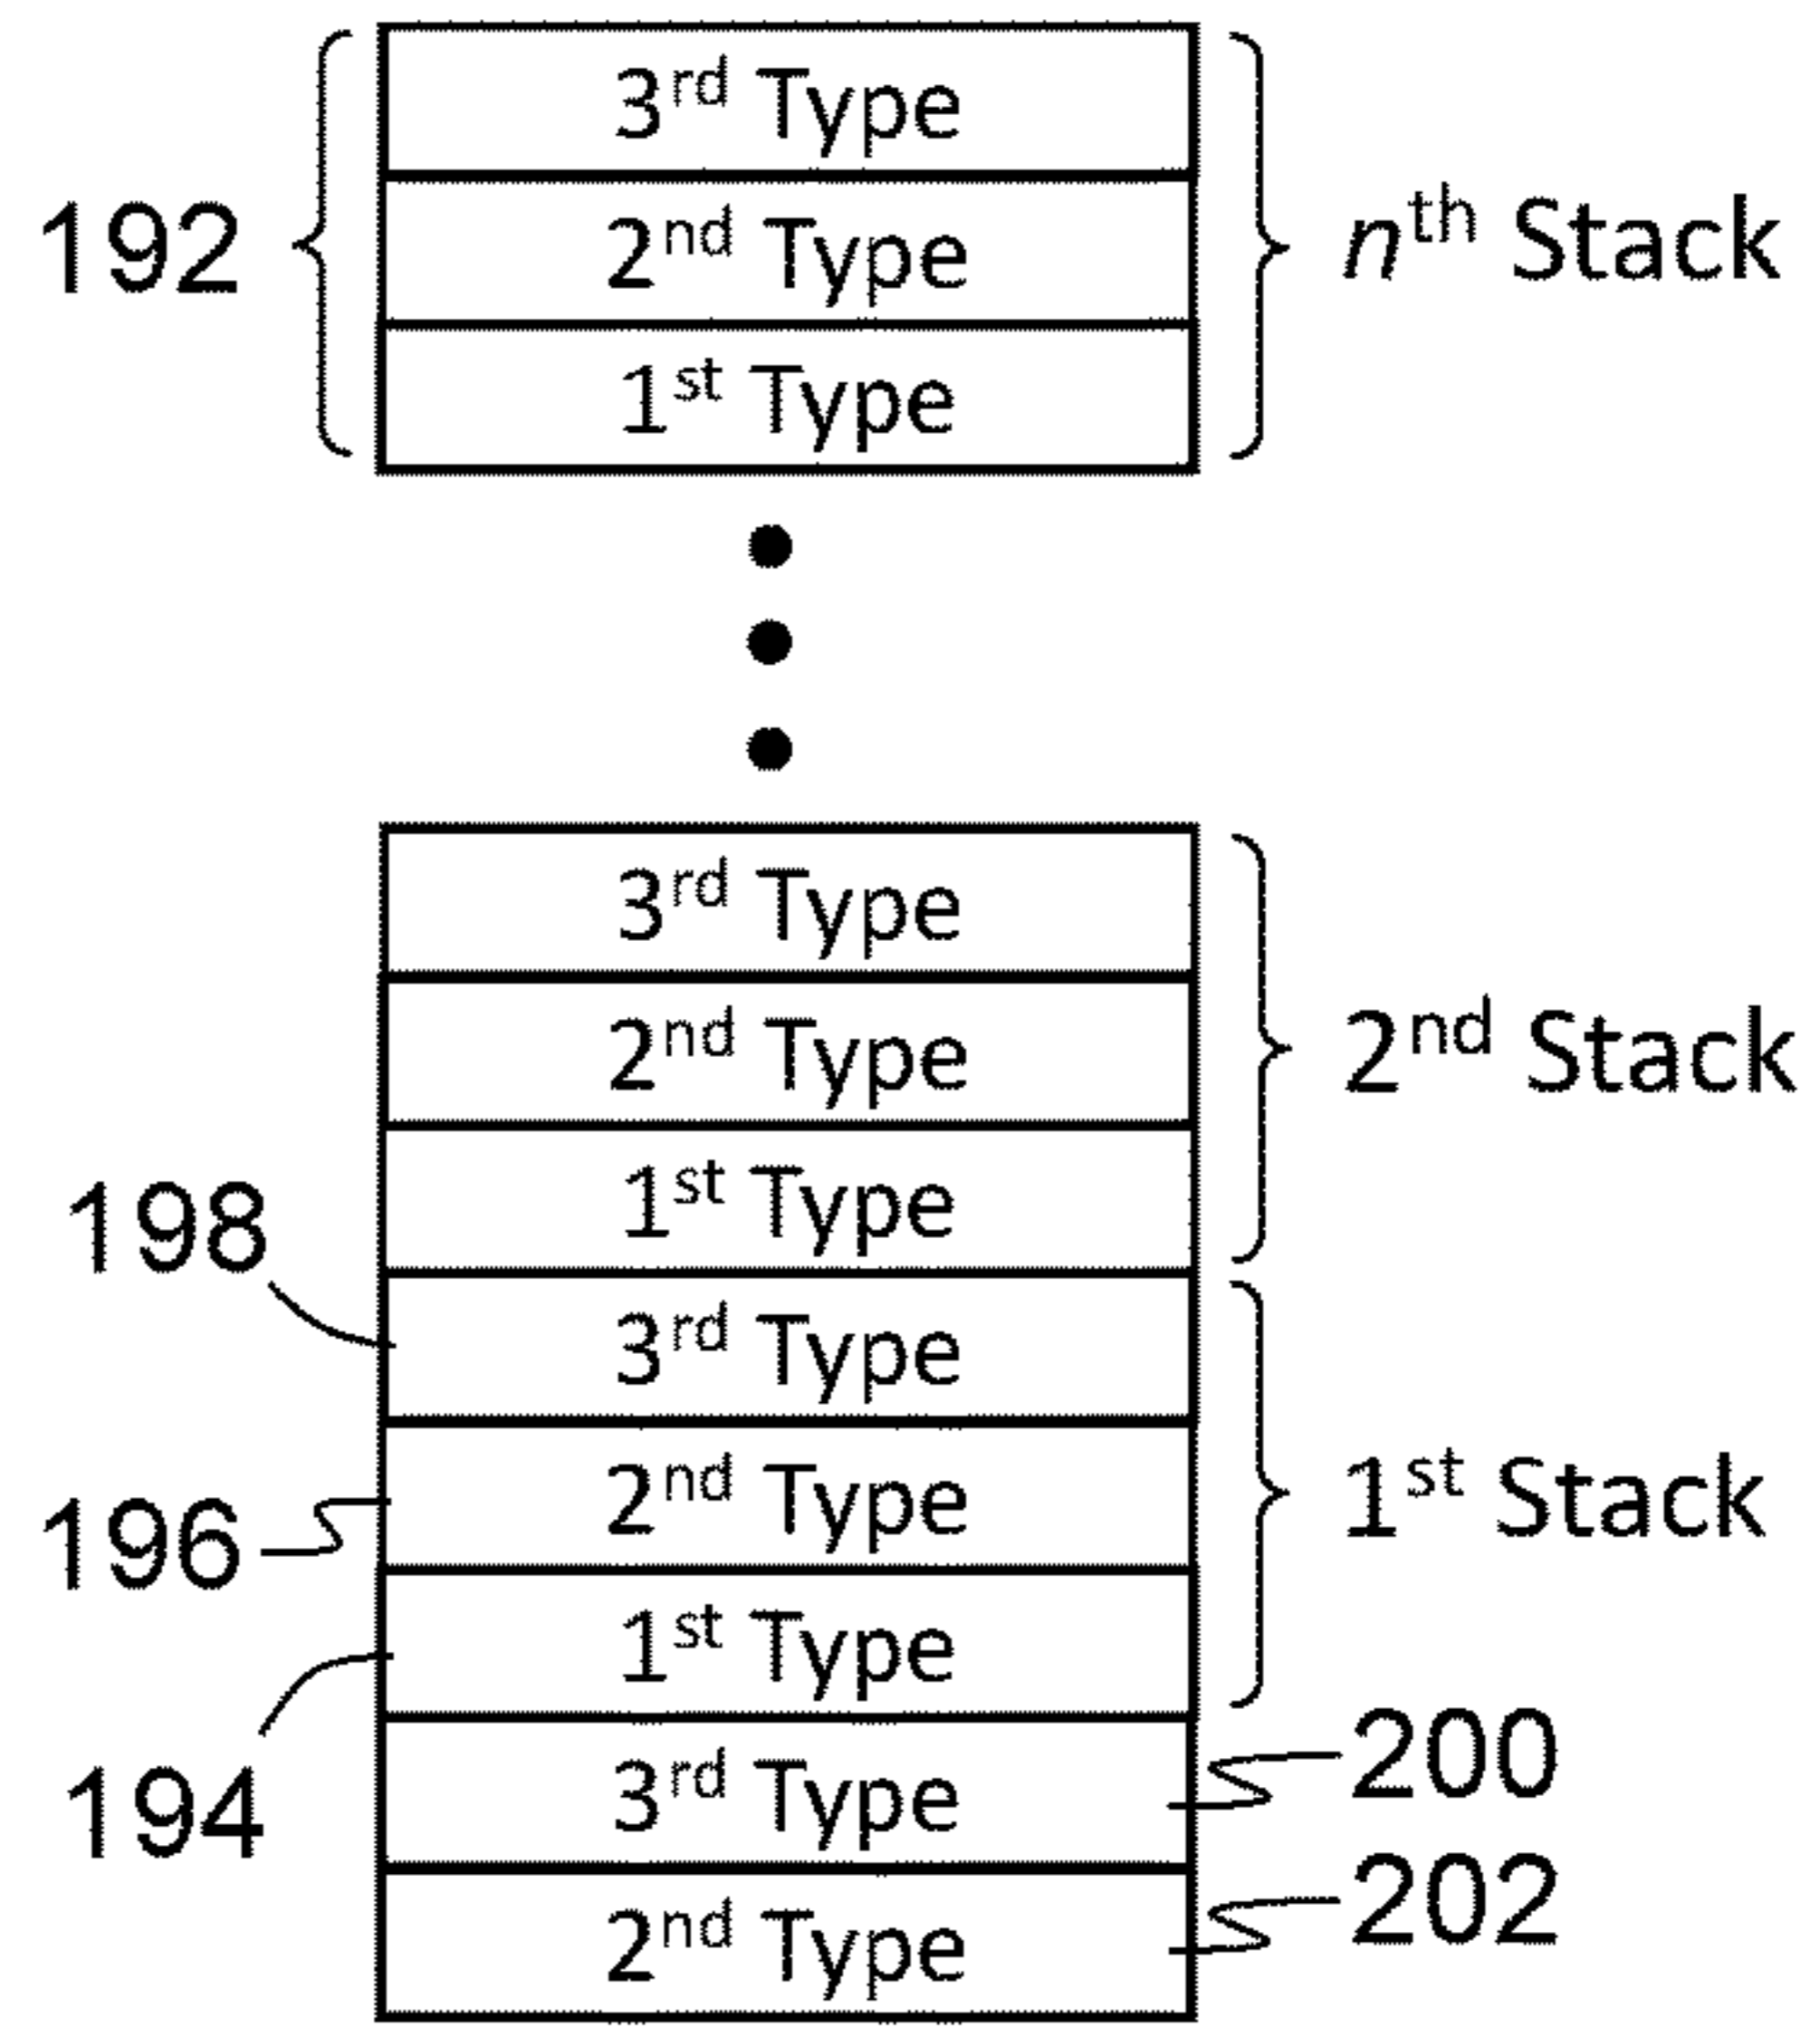 3rd Type
192
2nd Type
nth Stack
1st Type
3rd Type
2nd Type
2nd Stack
1st Type
198
3rd Type
2nd Type
1st Stack
196
1st Type
194
3rd Type
200
2nd Type
202